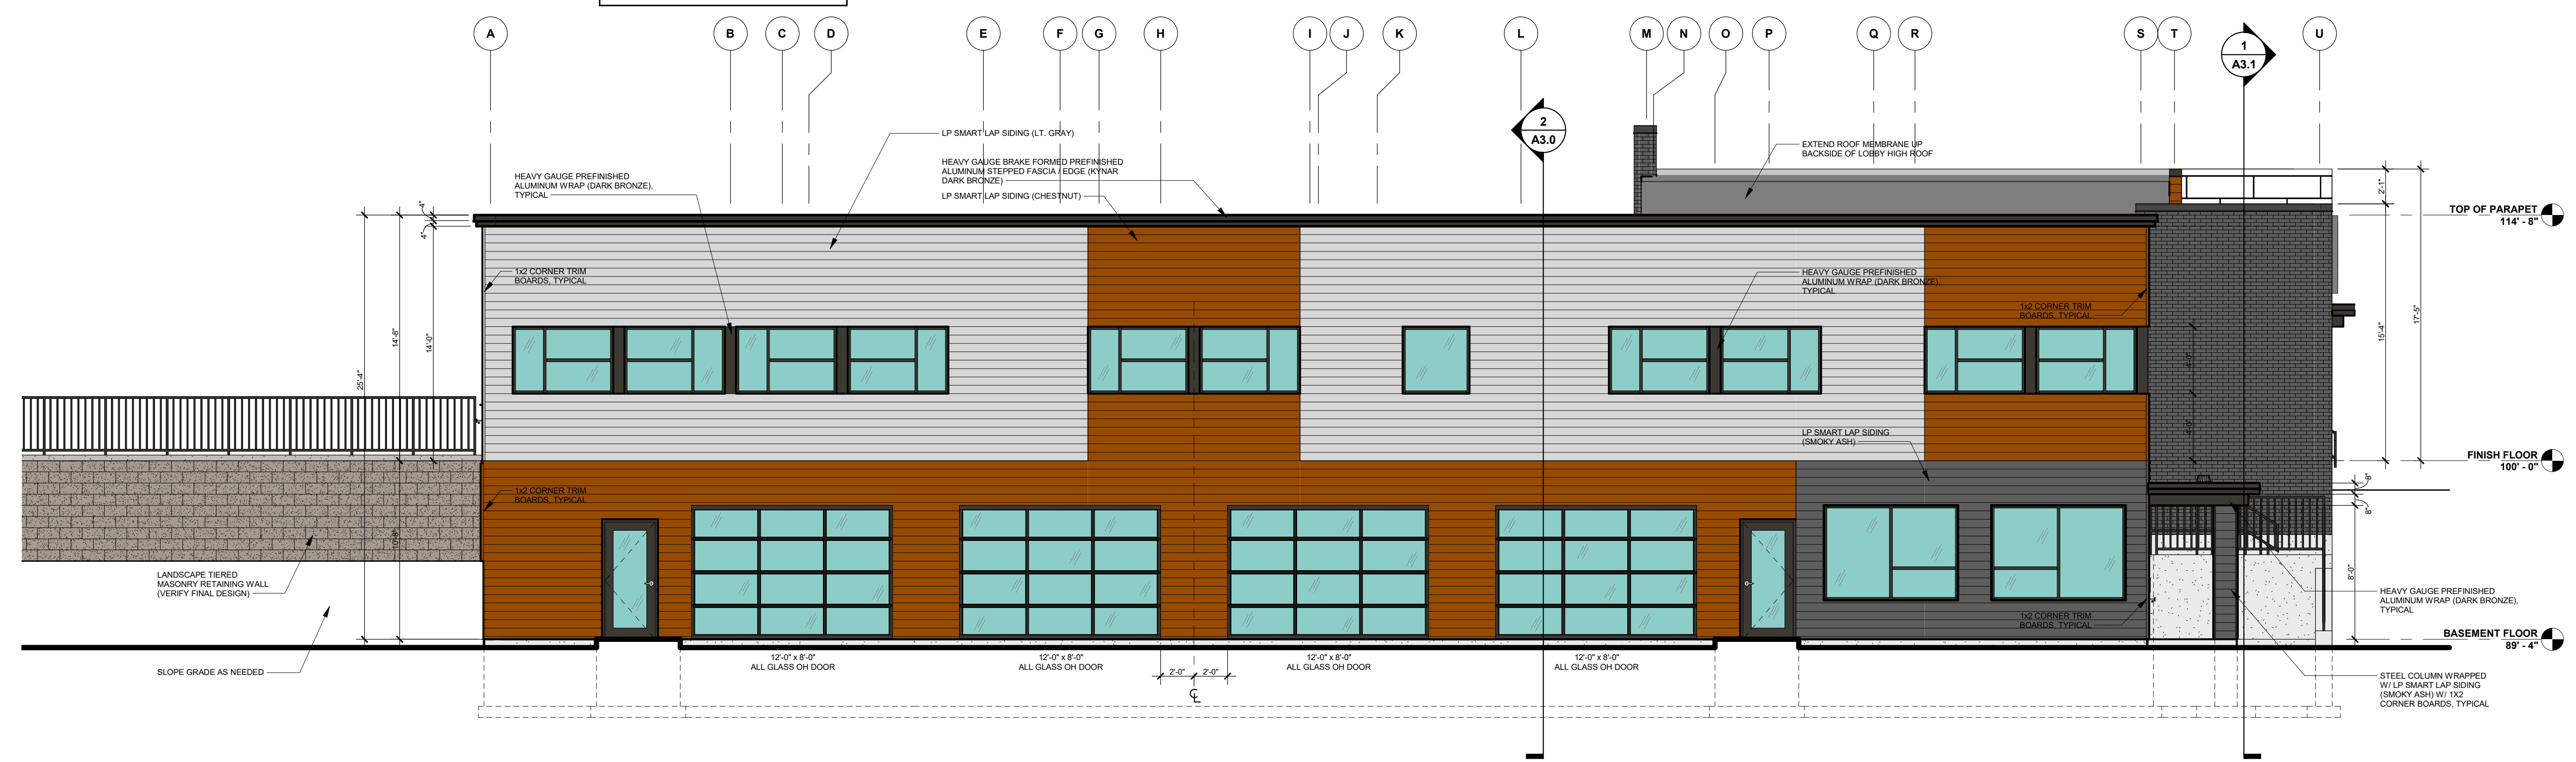 A
B
C
D
E
F
G
H
I
J
K
L
M
N
O
P
Q
R
S
T
U
1
A3.1
2
A3.0
LP SMART LAP SIDING (LT. GRAY)
HEAVY GAUGE BRAKE FORMED PREFINISHED
ALUMINUM STEPPED FASCIA / EDGE (KYNAR
DARK BRONZE)
LP SMART LAP SIDING (CHESTNUT)
HEAVY GAUGE PREFINISHED
ALUMINUM WRAP (DARK BRONZE),
TYPICAL
EXTEND ROOF MEMBRANE UP
BACKSIDE OF LOBBY HIGH ROOF
4"
4"
25'-4"
14'-8"
14'-0"
10'-8"
1x2 CORNER TRIM
BOARDS, TYPICAL
HEAVY GAUGE PREFINISHED
ALUMINUM WRAP (DARK BRONZE),
TYPICAL
1x2 CORNER TRIM
BOARDS, TYPICAL
4'-0"
4'-0"
2'-1"
15'-4"
17'-5"
TOP OF PARAPET
114' - 8"
LP SMART LAP SIDING
(SMOKY ASH)
FINISH FLOOR
100' - 0"
8"
8"
8'-0"
1x2 CORNER TRIM
BOARDS, TYPICAL
LANDSCAPE TIERED
MASONRY RETAINING WALL
(VERIFY FINAL DESIGN)
SLOPE GRADE AS NEEDED
1x2 CORNER TRIM
BOARDS, TYPICAL
HEAVY GAUGE PREFINISHED
ALUMINUM WRAP (DARK BRONZE),
TYPICAL
BASEMENT FLOOR
89' - 4"
12'-0" x 8'-0"
ALL GLASS OH DOOR
12'-0" x 8'-0"
ALL GLASS OH DOOR
12'-0" x 8'-0"
ALL GLASS OH DOOR
12'-0" x 8'-0"
ALL GLASS OH DOOR
2'-0"
2'-0"
CL
STEEL COLUMN WRAPPED
W/ LP SMART LAP SIDING
(SMOKY ASH) W/ 1X2
CORNER BOARDS, TYPICAL